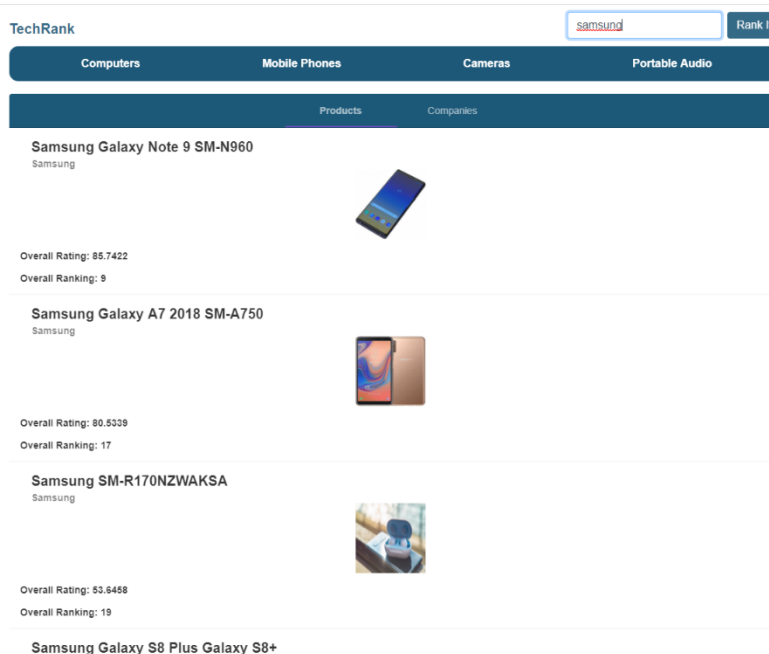 TechRank
samsung
Rank I
Computers Mobile Phones Cameras Portable Audio
Products Companies
Samsung Galaxy Note 9 SM-N960
Samsung
Overall Rating: 85.7422
Overall Ranking: 9
Samsung Galaxy A7 2018 SM-A750
Samsung
Overall Rating: 80.5339
Overall Ranking: 17
Samsung SM-R170NZWAKSA
Samsung
Overall Rating: 53.6458
Overall Ranking: 19
Samsung Galaxy S8 Plus Galaxy S8+